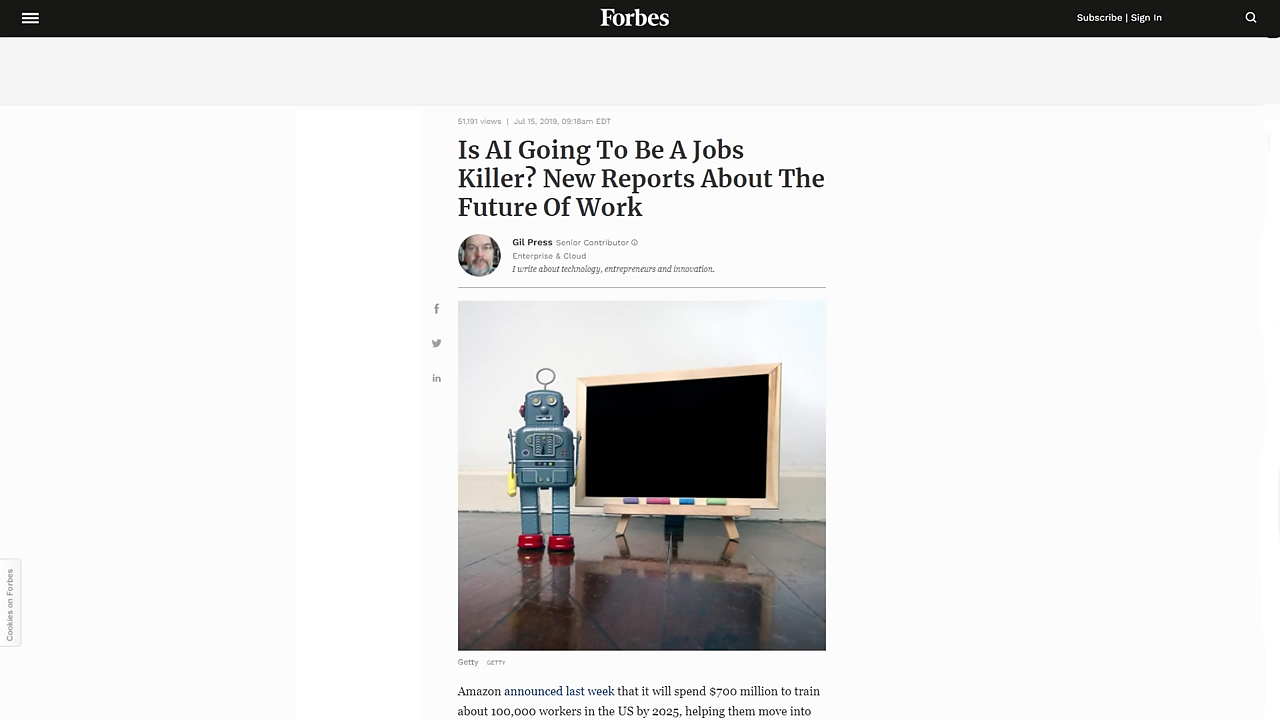 Forbes
Subscribe | Sign In
51,191 views | Jul 15, 2019, 09:18am EDT
Is AI Going To Be A Jobs
Killer? New Reports About The
Future Of Work
Gil Press Senior Contributor
Enterprise & Cloud
I write about technology, entrepreneurs and innovation.
Cookies on Forbes
Getty GETTY
Amazon announced last week that it will spend $700 million to train
about 100,000 workers in the US by 2025, helping them move into